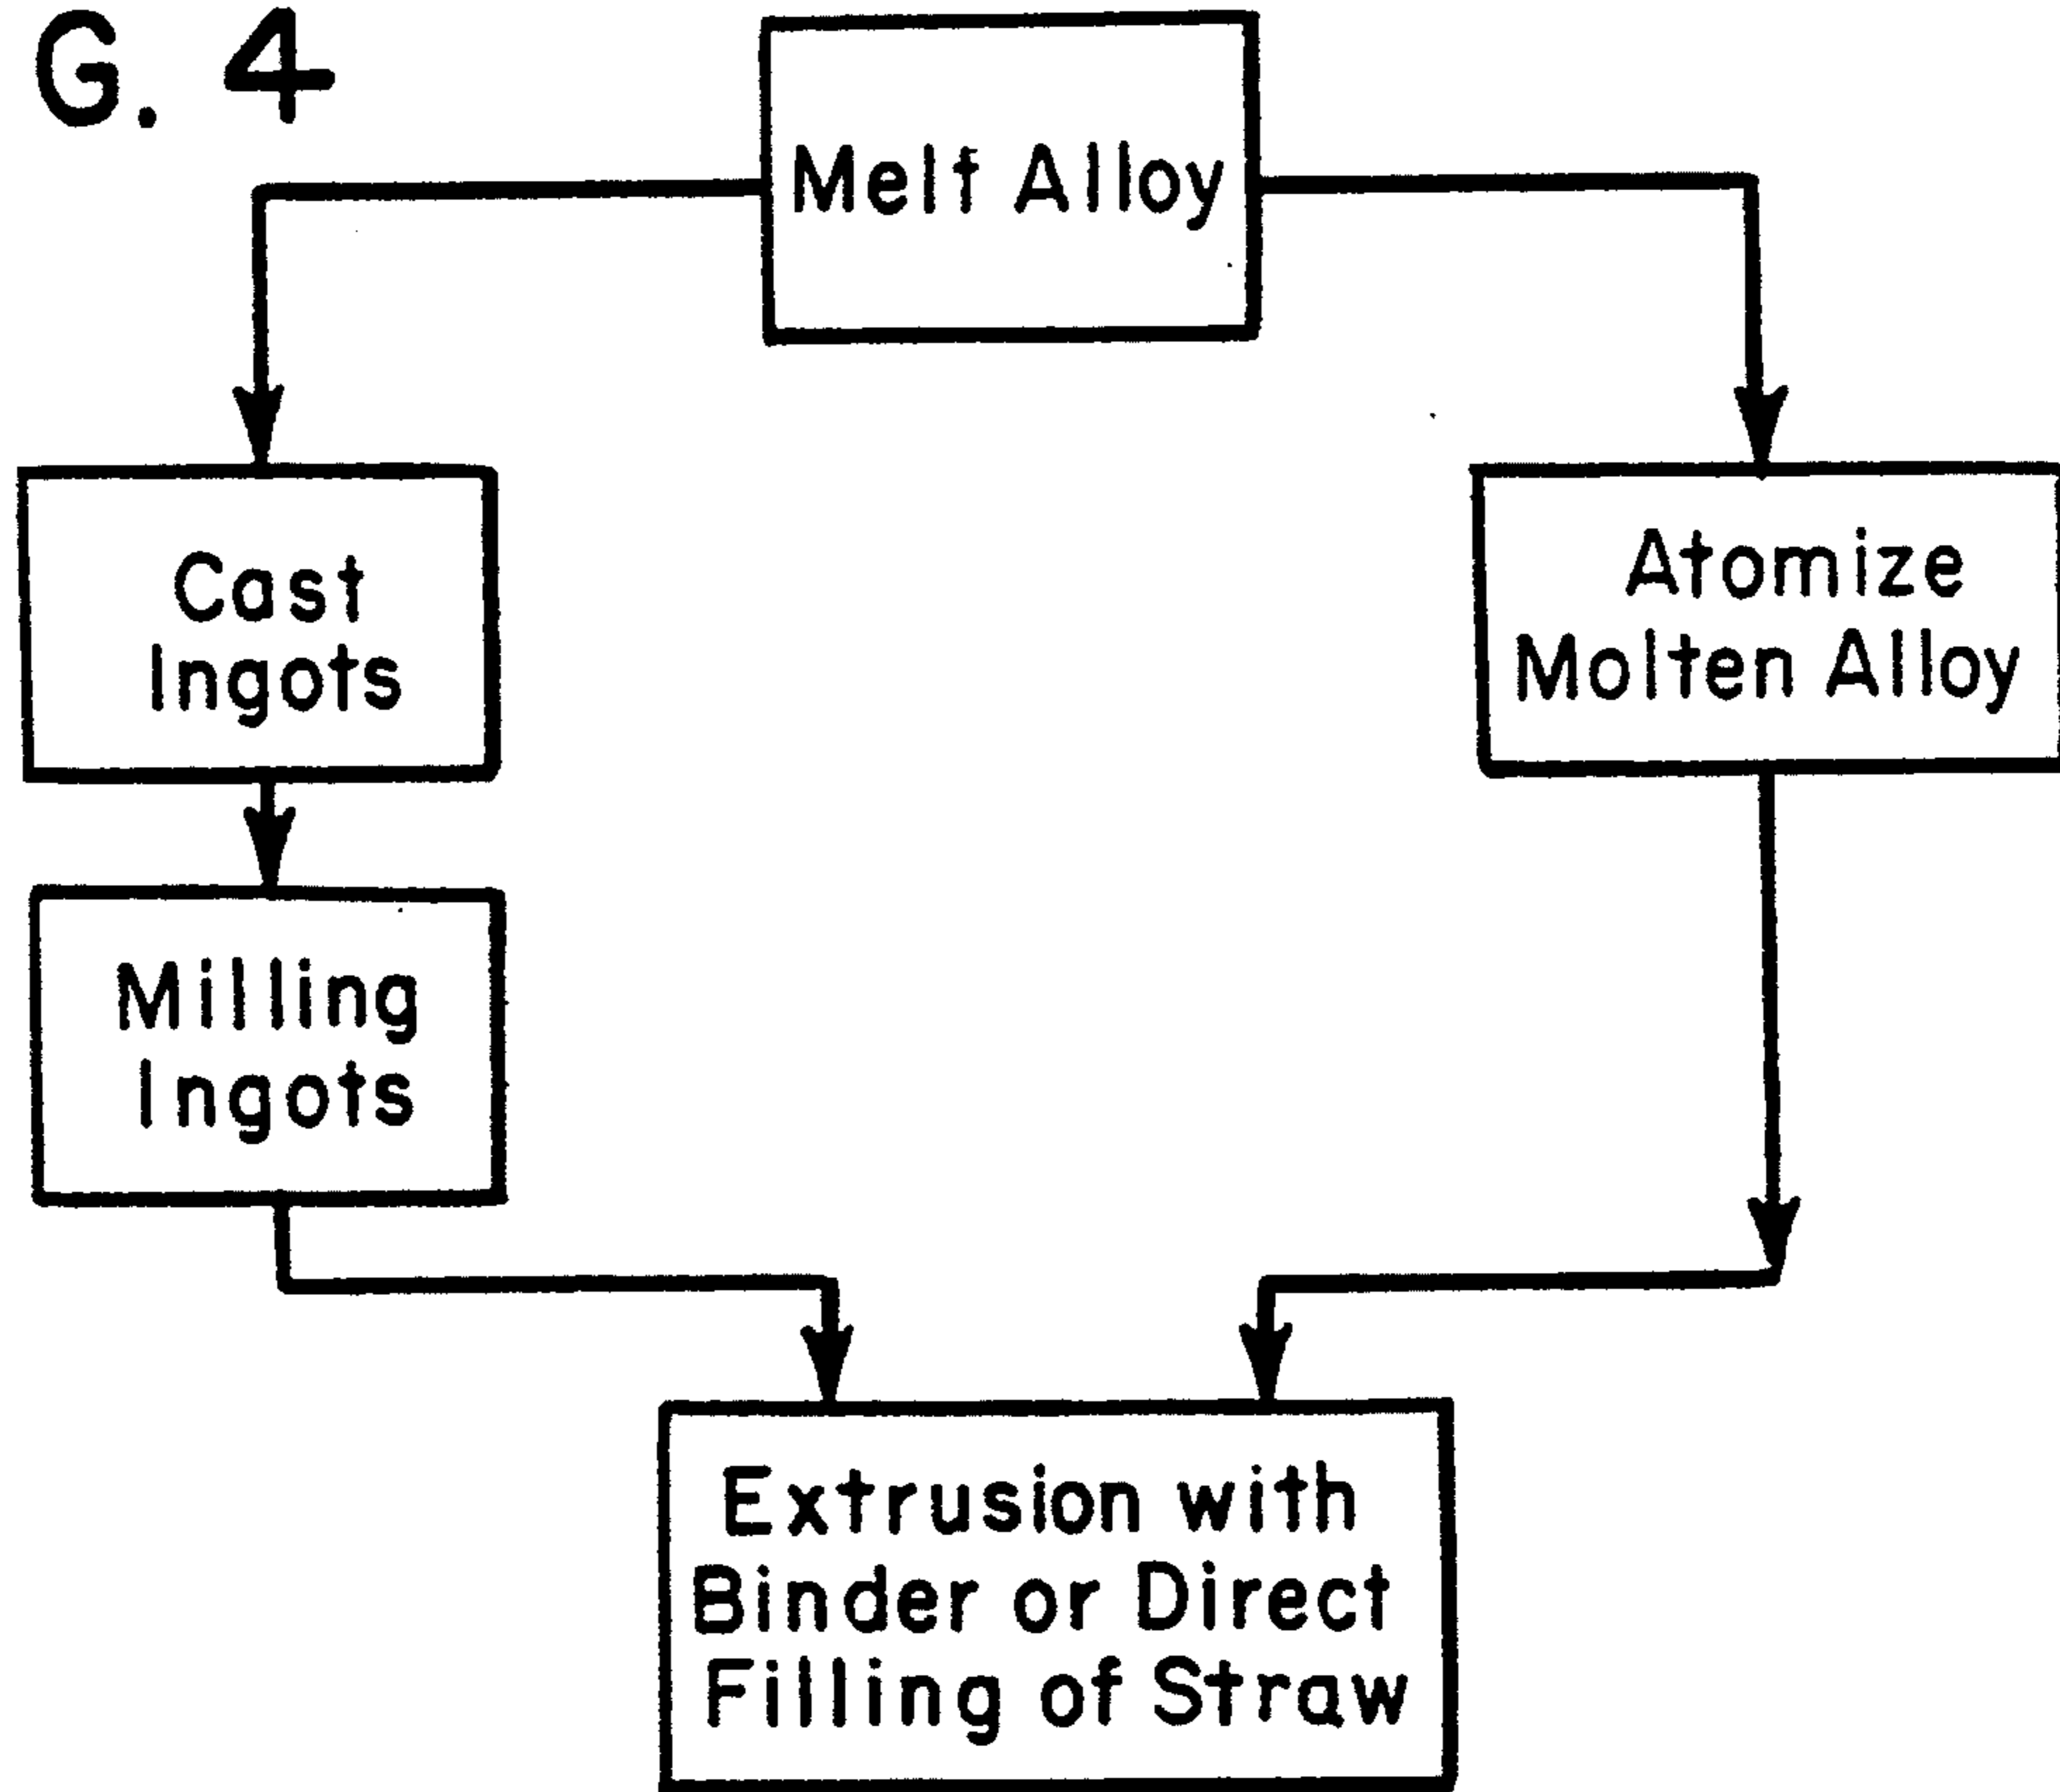 G. 4
Melt Alloy
Cast
Ingots
Atomize
Molten Alloy
Milling
Ingots
Extrusion with
Binder or Direct
Filling of Straw